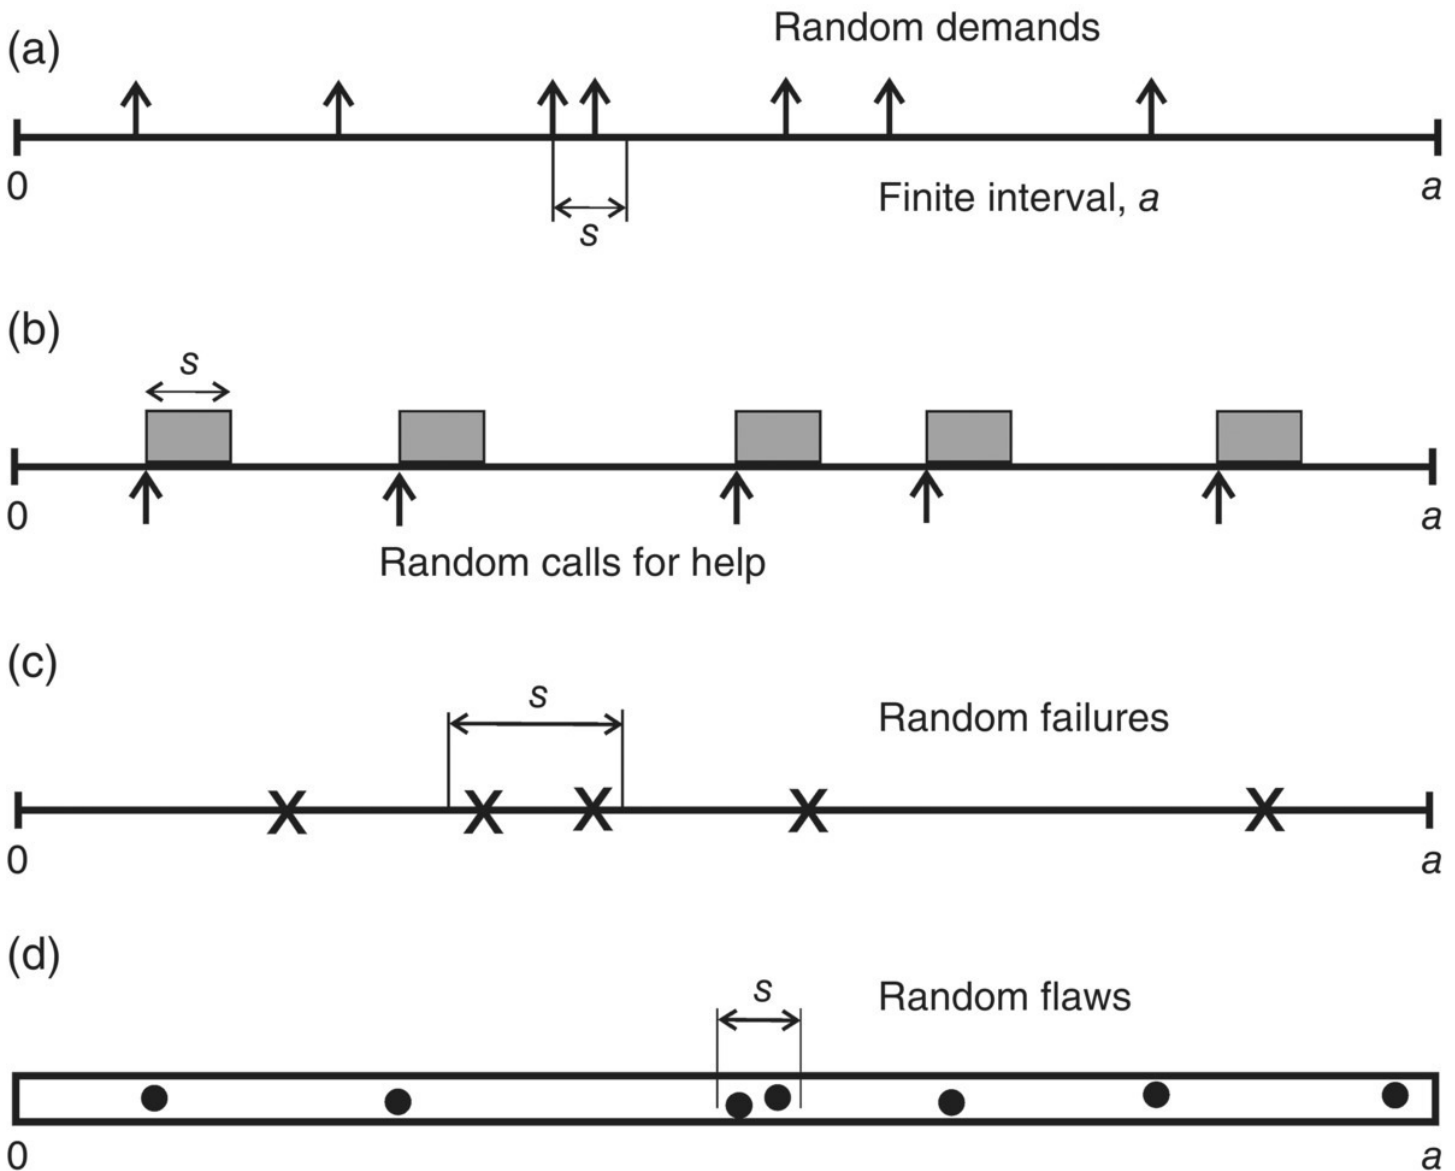 (a)
Random demands
0
a
Finite interval, a
s
(b)
s
0
a
Random calls for help
(c)
s
Random failures
0
a
(d)
s
Random flaws
0
a